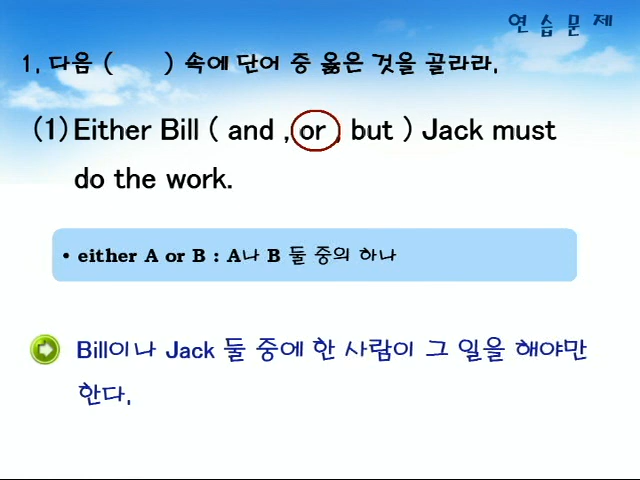 연습문제
1. 다음 (     ) 속에 단어 중 옳은 것을 골라라.
(1) Either Bill ( and , or , but ) Jack must
do the work.
• either A or B : A나 B 둘 중의 하나
Bill이나 Jack 둘 중에 한 사람이 그 일을 해야만
한다.